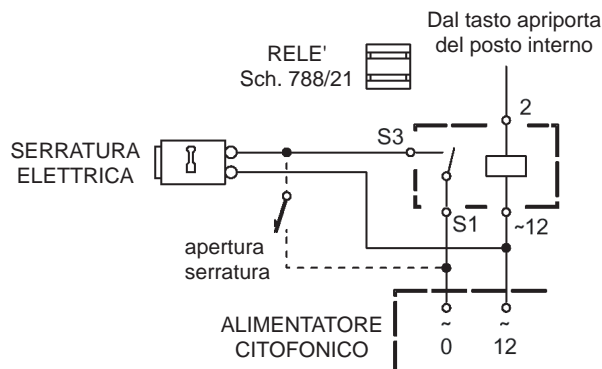 Dal tasto apriporta
del posto interno
RELE'
Sch. 788/21
2
S3
SERRATURA
ELETTRICA
S1
~12
apertura
serratura
ALIMENTATORE
CITOFONICO
~ ~
0 12